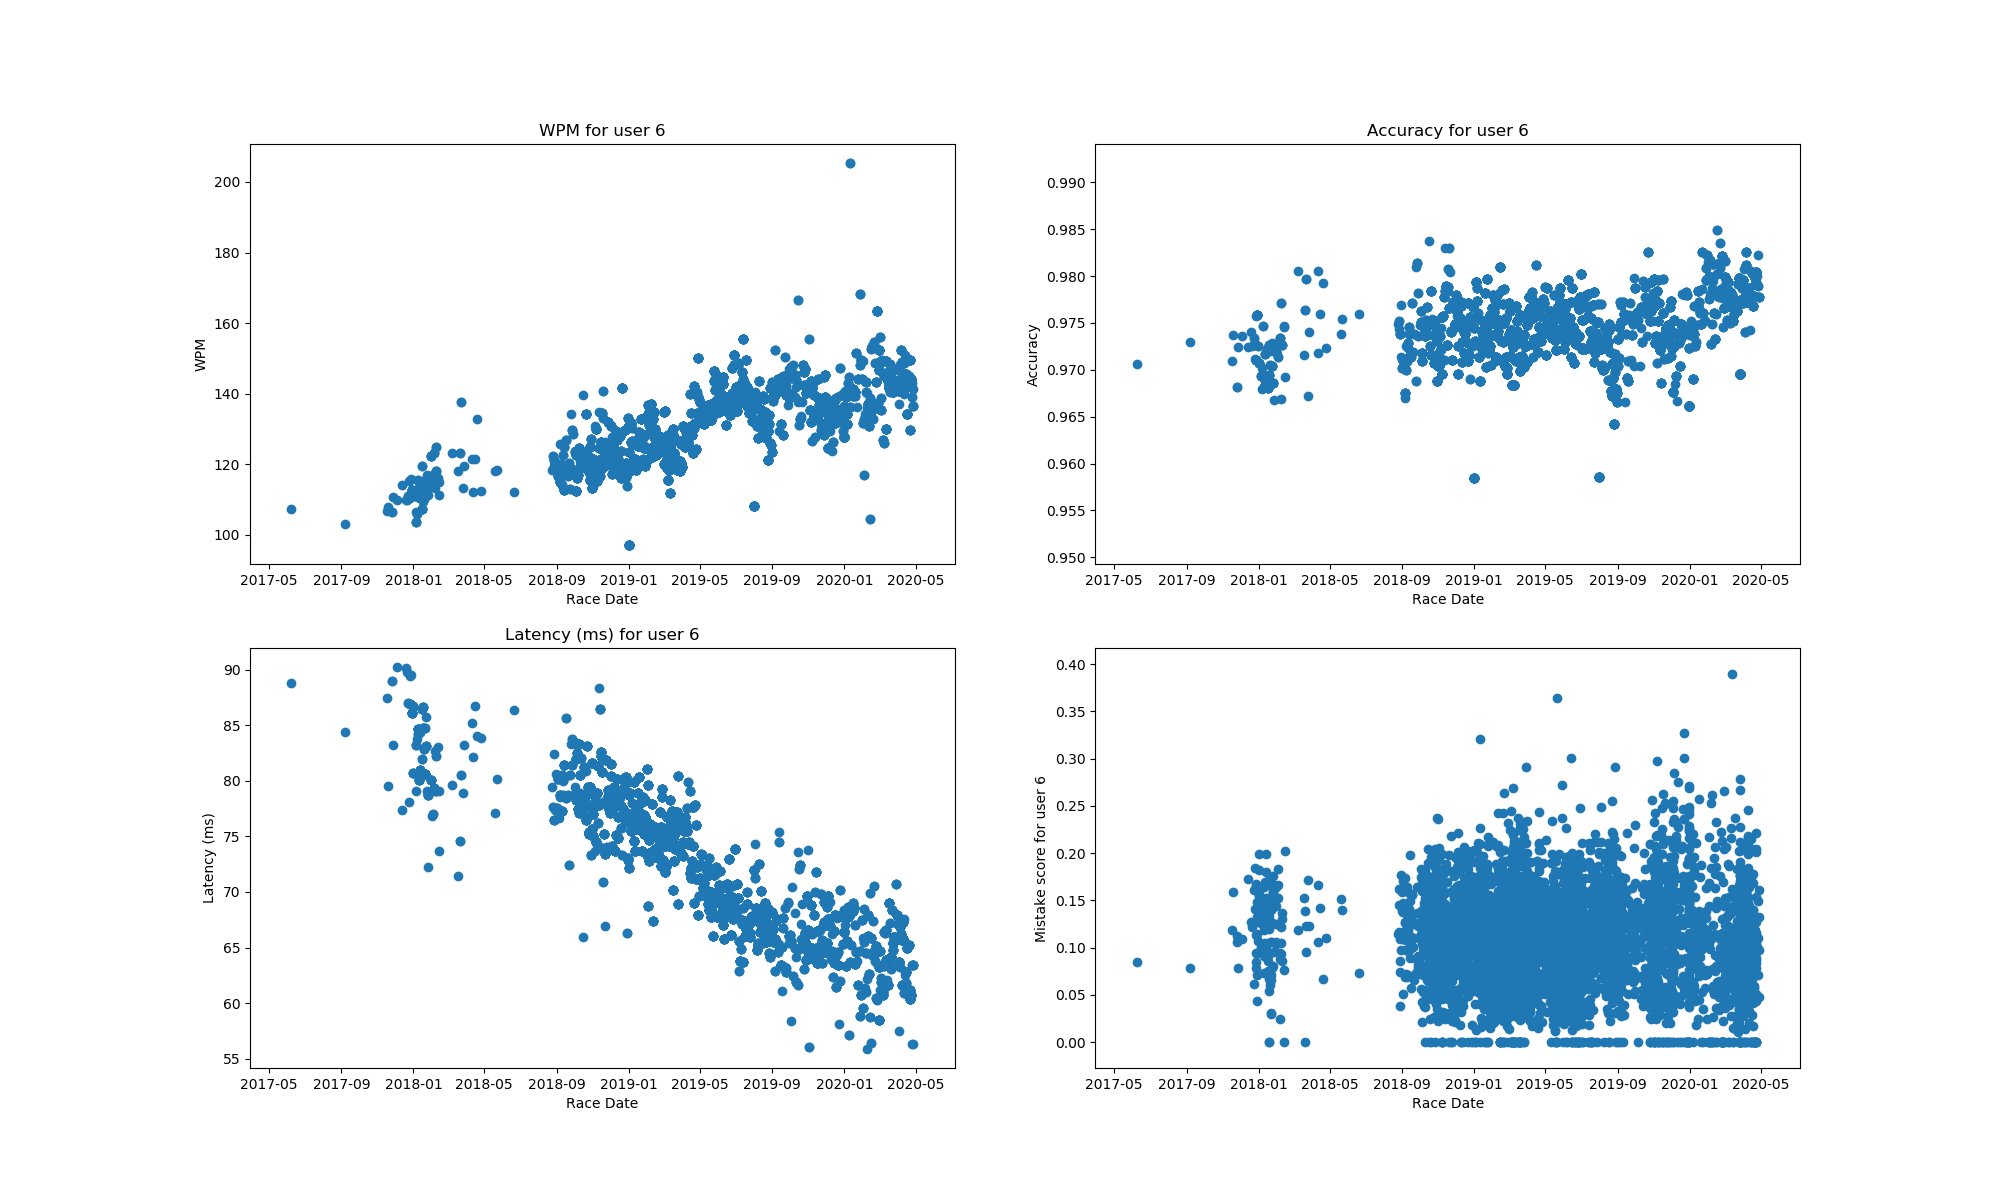 WPM for user 6
WPM
200
180
160
140
120
100
2017-05 2017-09 2018-01 2018-05 2018-09 2019-01 2019-05 2019-09 2020-01 2020-05
Race Date
Accuracy for user 6
Accuracy
0.990
0.985
0.980
0.975
0.970
0.965
0.960
0.955
0.950
2017-05 2017-09 2018-01 2018-05 2018-09 2019-01 2019-05 2019-09 2020-01 2020-05
Race Date
Latency (ms) for user 6
Latency (ms)
90
85
80
75
70
65
60
55
2017-05 2017-09 2018-01 2018-05 2018-09 2019-01 2019-05 2019-09 2020-01 2020-05
Race Date
Mistake score for user 6
0.40
0.35
0.30
0.25
0.20
0.15
0.10
0.05
0.00
2017-05 2017-09 2018-01 2018-05 2018-09 2019-01 2019-05 2019-09 2020-01 2020-05
Race Date